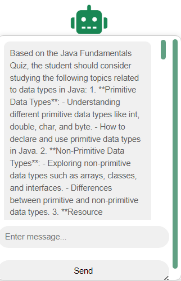 Based on the Java Fundamentals
Quiz, the student should consider
studying the following topics related
to data types in Java: 1. **Primitive
Data Types**: - Understanding
different primitive data types like int,
double, char, and byte. - How to
declare and use primitive data types
in Java. 2. **Non-Primitive Data
Types**: - Exploring non-primitive
data types such as arrays, classes,
and interfaces. - Differences
between primitive and non-primitive
data types. 3. **Resource
Enter message...
Send